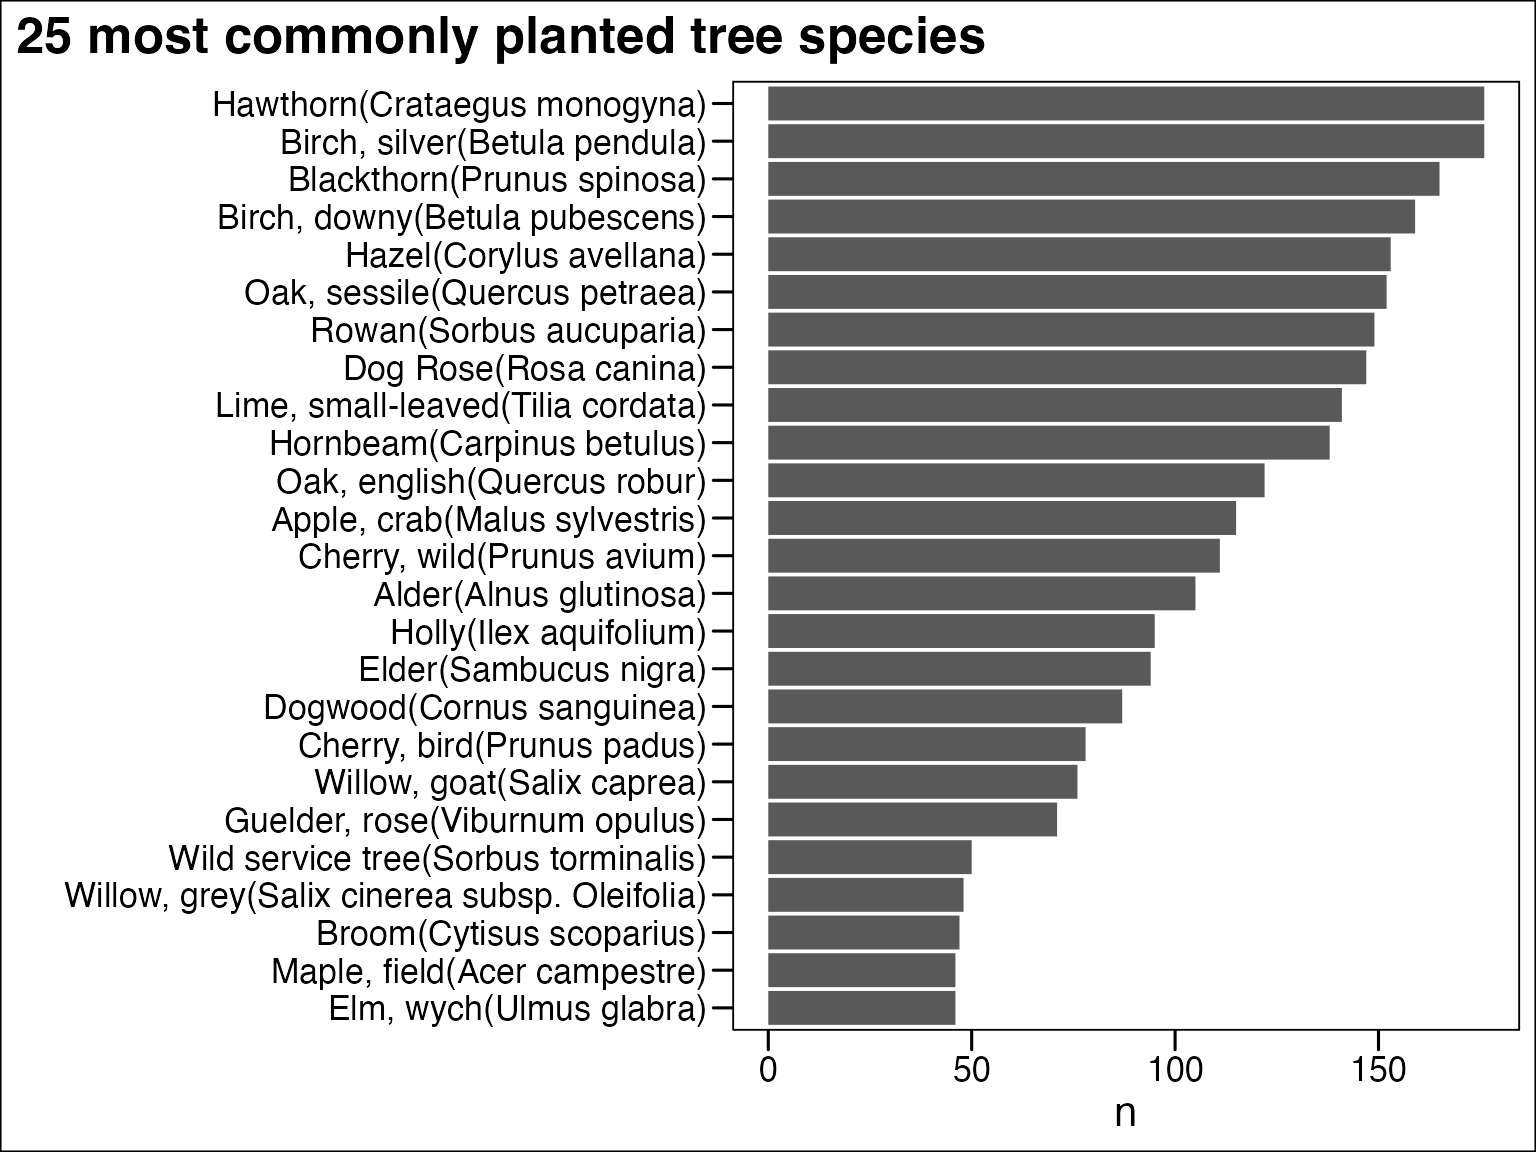 25 most commonly planted tree species
Hawthorn(Crataegus monogyna)
Birch, silver(Betula pendula)
Blackthorn(Prunus spinosa)
Birch, downy(Betula pubescens)
Hazel(Corylus avellana)
Oak, sessile(Quercus petraea)
Rowan(Sorbus aucuparia)
Dog Rose(Rosa canina)
Lime, small-leaved(Tilia cordata)
Hornbeam(Carpinus betulus)
Oak, english(Quercus robur)
Apple, crab(Malus sylvestris)
Cherry, wild(Prunus avium)
Alder(Alnus glutinosa)
Holly(Ilex aquifolium)
Elder(Sambucus nigra)
Dogwood(Cornus sanguinea)
Cherry, bird(Prunus padus)
Willow, goat(Salix caprea)
Guelder, rose(Viburnum opulus)
Wild service tree(Sorbus torminalis)
Willow, grey(Salix cinerea subsp. Oleifolia)
Broom(Cytisus scoparius)
Maple, field(Acer campestre)
Elm, wych(Ulmus glabra)
0 50 100 150
n